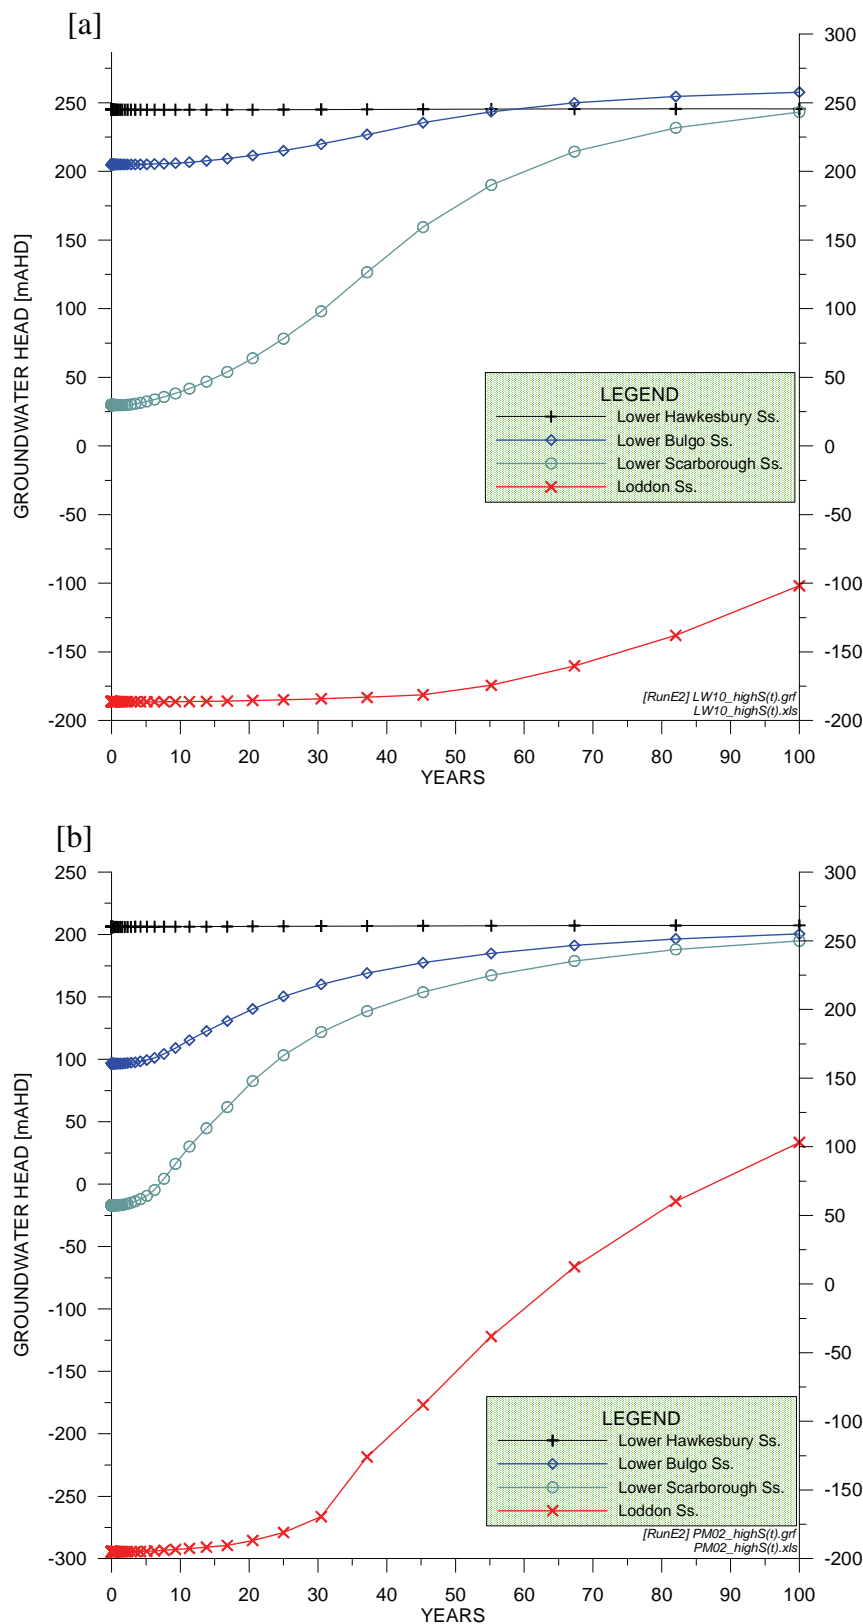 [a]
300
250
200
150
100
50
0
-50
-100
-150
-200
250
200
150
100
50
0
-50
-100
-150
-200
GROUNDWATER HEAD [mAHD]
LEGEND
Lower Hawkesbury Ss.
Lower Bulgo Ss.
Lower Scarborough Ss.
Loddon Ss.
[RunE2] LW10_highS(t).grf
LW10_highS(t).xls
0 10 20 30 40 50 60 70 80 90 100
YEARS
[b]
250
200
150
100
50
0
-50
-100
-150
-200
-250
-300
300
250
200
150
100
50
0
-50
-100
-150
-200
GROUNDWATER HEAD [mAHD]
LEGEND
Lower Hawkesbury Ss.
Lower Bulgo Ss.
Lower Scarborough Ss.
Loddon Ss.
[RunE2] PM02_highS(t).grf
PM02_highS(t).xls
0 10 20 30 40 50 60 70 80 90 100
YEARS